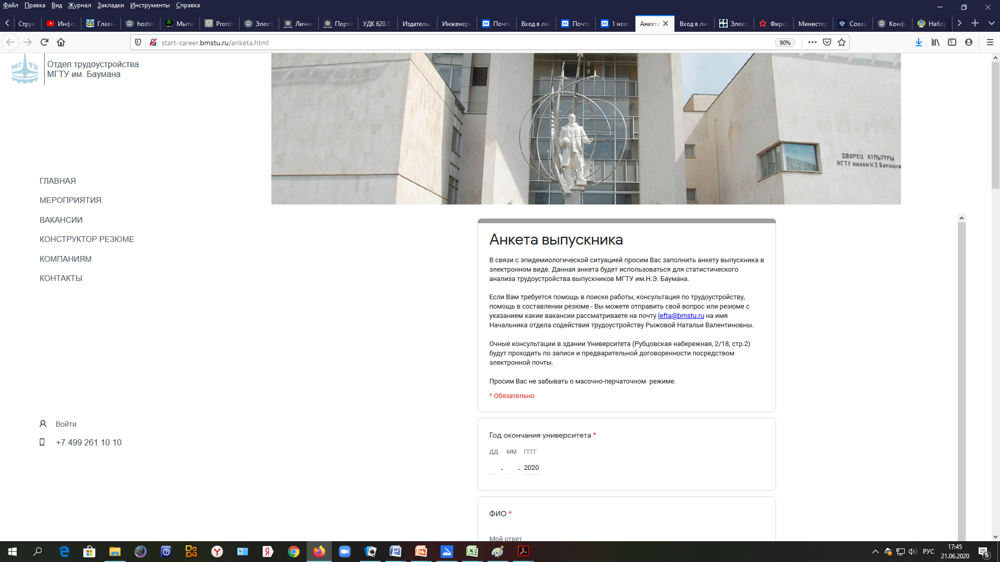 Файл Правка Вид Журнал Закладки Инструменты Справка
Струк Инфо Главн hoster Мыти Pronto Элект Личны Портф УДК 620.1 Издательс Инженерн Почта Вход в ли Почта 1 ново Анкета Вход в ли Элект Фирсо Министер Совец Конф Набор
start-career.bmstu.ru/anketa.html 90%
Отдел трудоустройства
МГТУ им. Баумана
ДВОРЕЦ КУЛЬТУРЫ
МГТУ имени Н.Э. Баумана
ГЛАВНАЯ
МЕРОПРИЯТИЯ
ВАКАНСИИ
КОНСТРУКТОР РЕЗЮМЕ
КОМПАНИЯМ
КОНТАКТЫ
Войти
+7 499 261 10 10
Анкета выпускника
В связи с эпидемиологической ситуацией просим Вас заполнить анкету выпускника в
электронном виде. Данная анкета будет использоваться для статистического
анализа трудоустройства выпускников МГТУ им.Н.Э. Баумана.
Если Вам требуется помощь в поиске работы, консультация по трудоустройству,
помощь в составлении резюме - Вы можете отправить свой вопрос или резюме с
указанием какие вакансии рассматриваете на почту lefta@bmstu.ru на имя
Начальника отдела содействия трудоустройству Рыжовой Натальи Валентиновны.
Очные консультации в здании Университета (Рубцовская набережная, 2/18, стр.2)
будут проходить по записи и предварительной договоренности посредством
электронной почты.
Просим Вас не забывать о масочно-перчаточном режиме.
* Обязательно
Год окончания университета *
ДД ММ ГГГГ
. . 2020
ФИО *
Мой ответ
РУС
17:45
21.06.2020
6